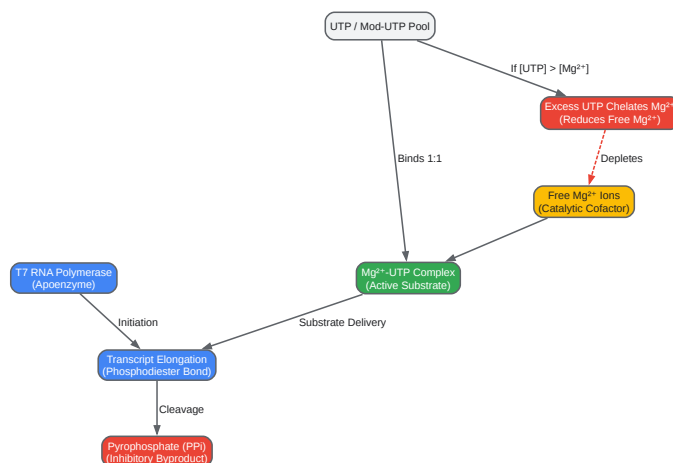 UTP / Mod-UTP Pool
If [UTP] > [Mg²⁺]
Excess UTP Chelates Mg²⁺
(Reduces Free Mg²⁺)
Binds 1:1
Depletes
Free Mg²⁺ Ions
(Catalytic Cofactor)
T7 RNA Polymerase
(Apoenzyme)
Mg²⁺-UTP Complex
(Active Substrate)
Initiation
Substrate Delivery
Transcript Elongation
(Phosphodiester Bond)
Cleavage
Pyrophosphate (PPi)
(Inhibitory Byproduct)